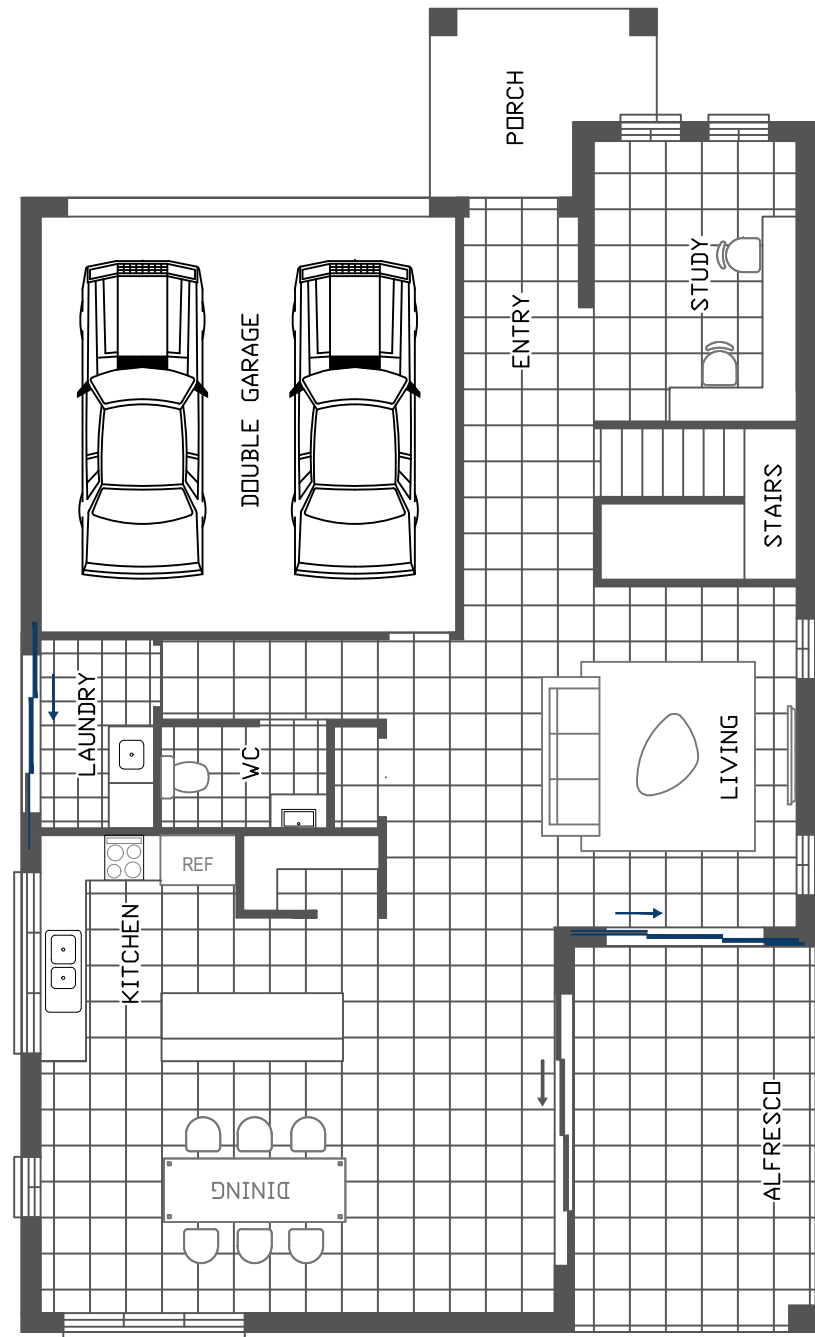 PORCH
STUDY
ENTRY
DOUBLE GARAGE
STAIRS
LAUNDRY
WC
LIVING
REF
KITCHEN
ALFRESCO
DINING